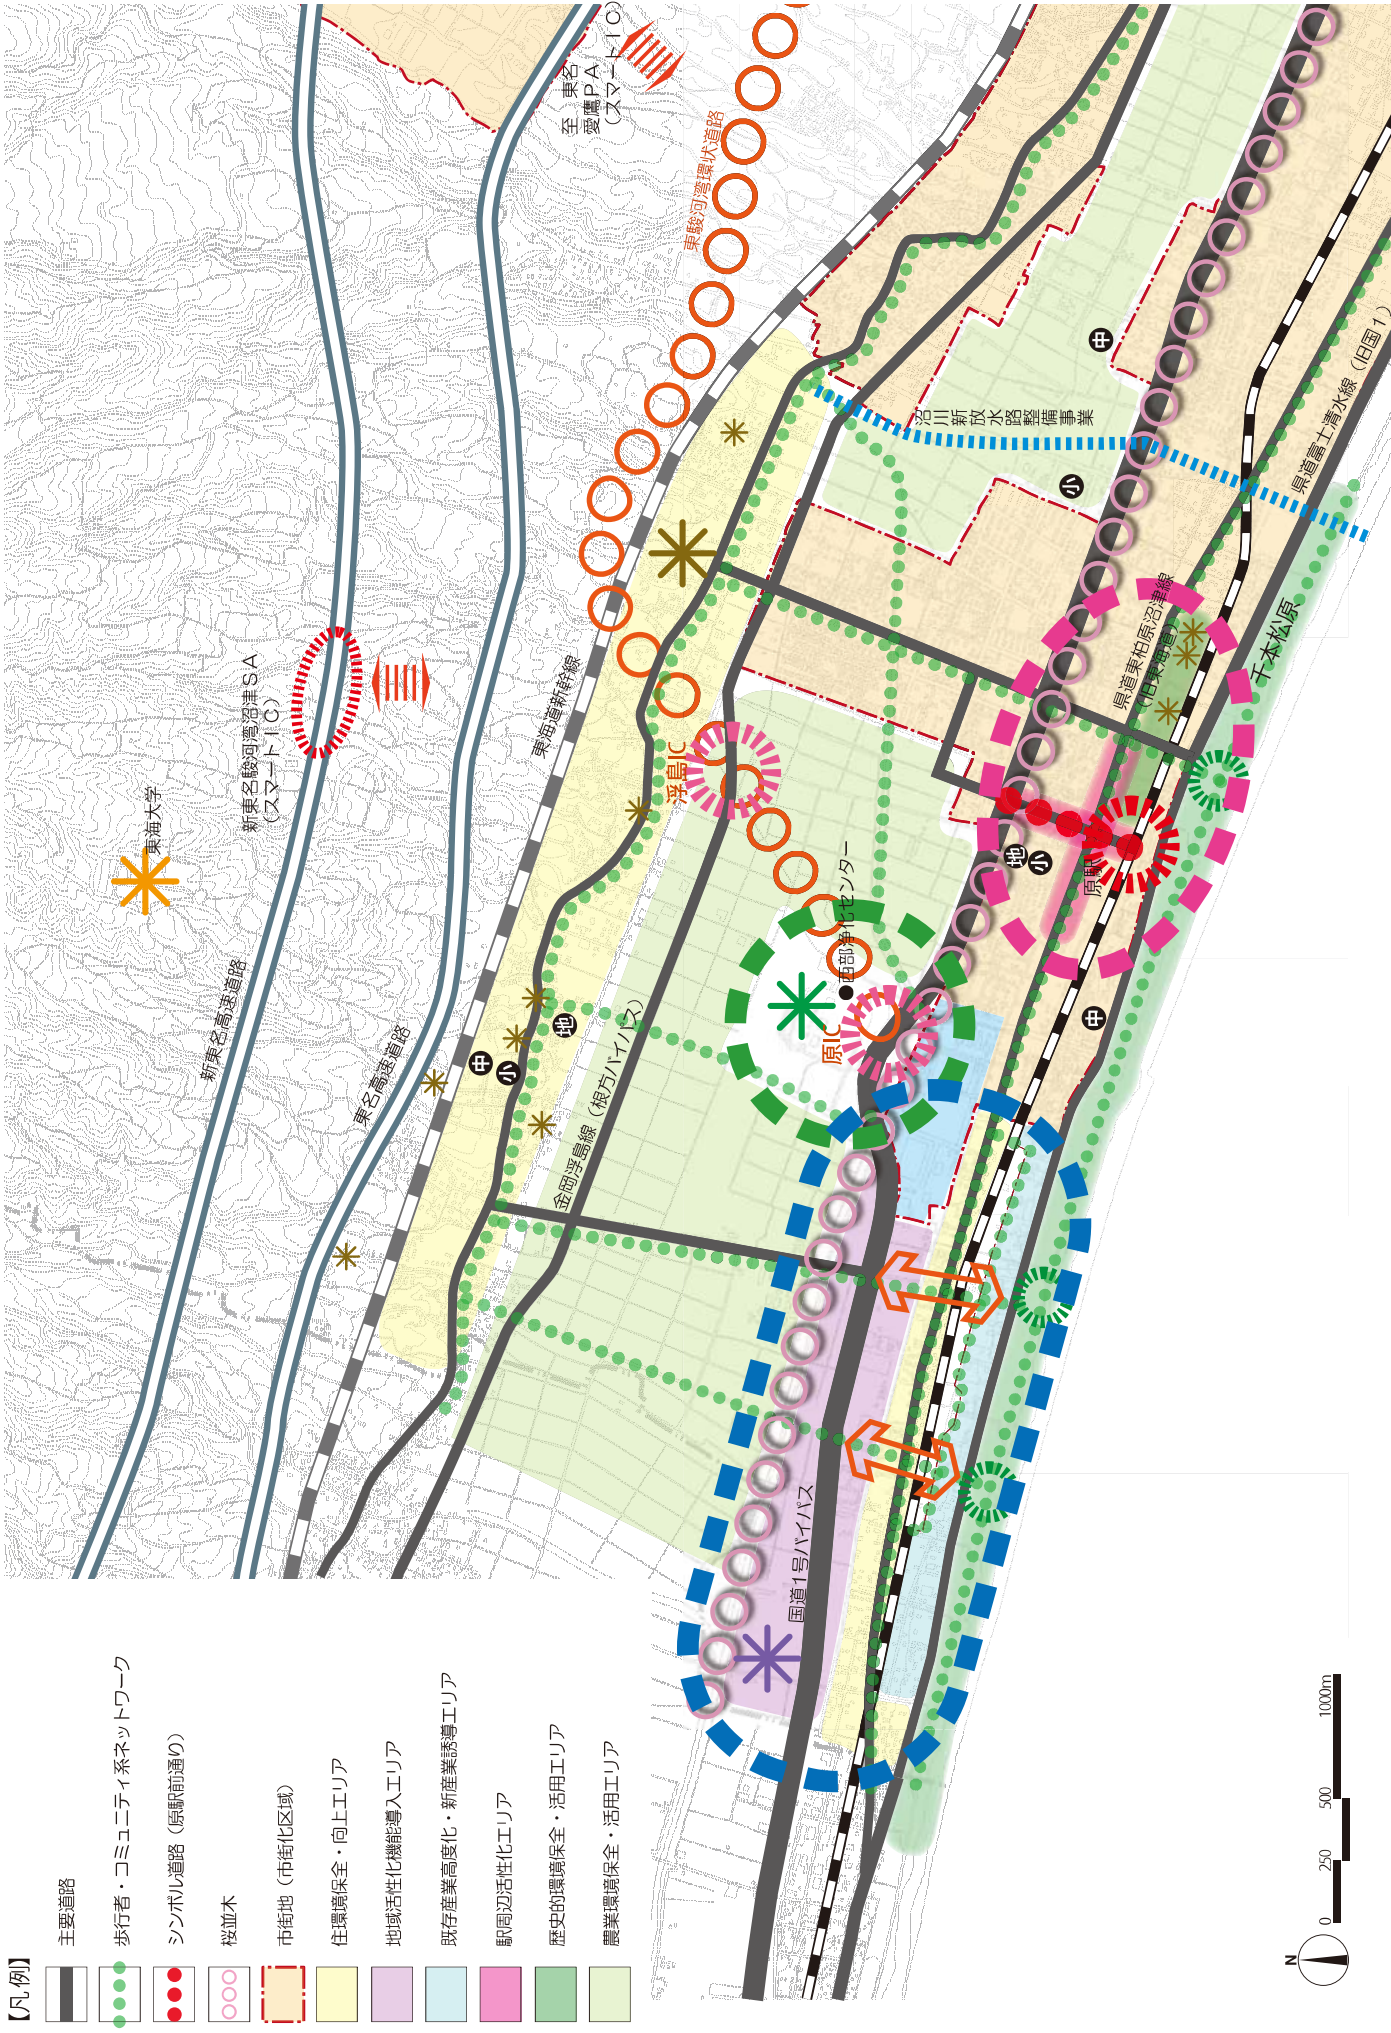 【凡 例】
主要道路
歩行者・コミュニティ系ネットワーク
シンボル道路（原駅前通り）
桜並木
市街地（市街化区域）
住環境保全・向上エリア
地域活性化機能導入エリア
既存産業高度化・新産業誘導エリア
駅周辺活性化エリア
歴史的環境保全・活用エリア
農業環境保全・活用エリア
東海大学
新東名駿河湾沼津ＳＡ
（スマートＩＣ）
新東名高速道路
東名高速道路
至　東名
愛鷹ＰＡ
（スマートＩＣ）
東駿河湾環状道路
東海道新幹線
浮島IC
金岡浮島線（根方バイパス）
中
小
地
西部浄化センター
原IC
国道1号バイパス
沼川新放水路整備事業
中
小
地
小
原駅
中
県道東柏原沼津線
（旧東海道）
千本松原
県道富士清水線（旧国１）
N
0
250
500
1000m